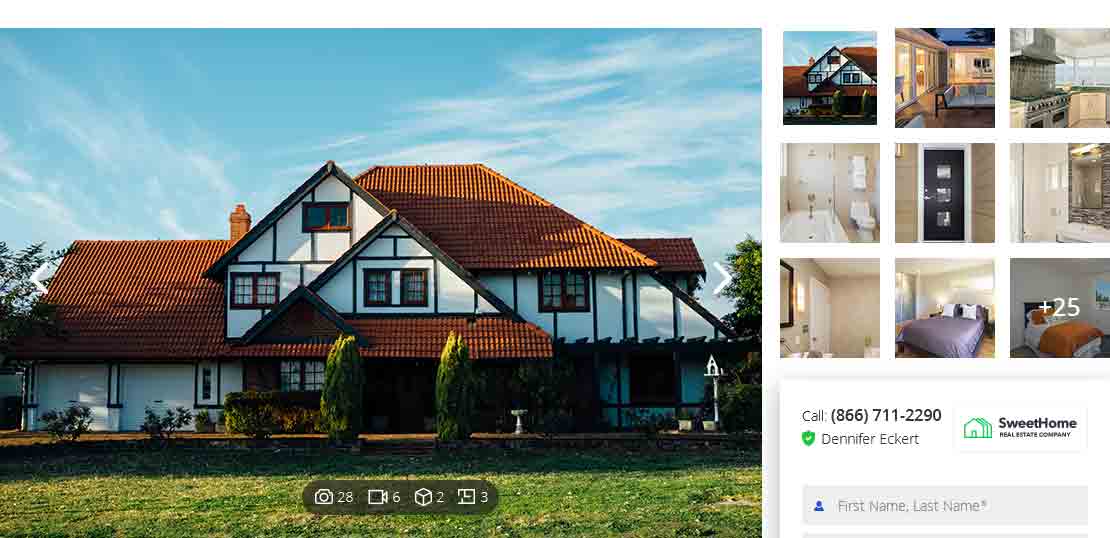 +25
Call: (866) 711-2290
Dennifer Eckert
SweetHome
REAL ESTATE COMPANY
28 6 2 3
First Name, Last Name*